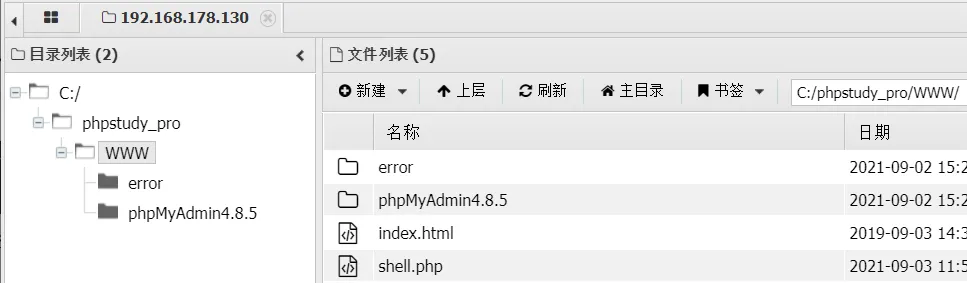 192.168.178.130
目录列表 (2)
C:/
phpstudy_pro
WWW
error
phpMyAdmin4.8.5
文件列表 (5)
新建 上层 刷新 主目录 书签 C:/phpstudy_pro/WWW/
名称 日期
error 2021-09-02 15:2
phpMyAdmin4.8.5 2021-09-02 15:2
index.html 2019-09-03 14:3
shell.php 2021-09-03 11:5